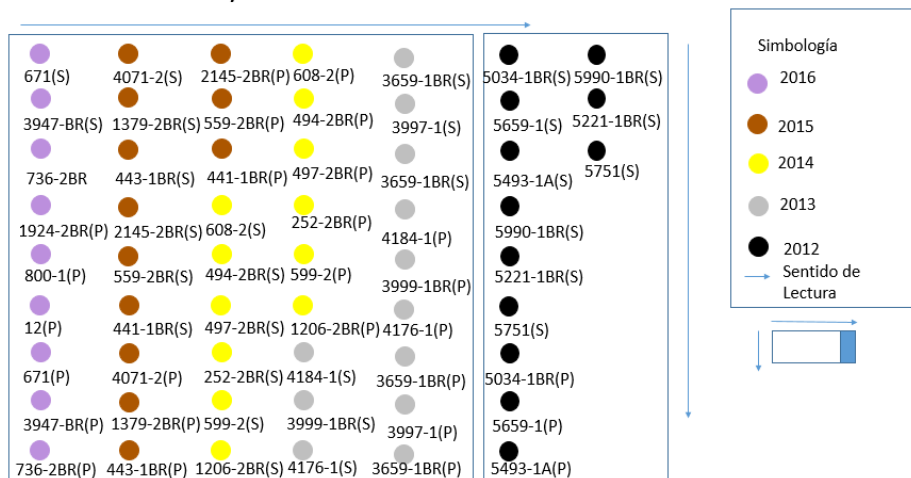 671(S) 4071-2(S) 2145-2BR(P) 608-2(P) 3659-1BR(S) 5034-1BR(S) 5990-1BR(S)
3947-BR(S) 1379-2BR(S) 559-2BR(P) 494-2BR(P) 3997-1(S) 5659-1(S) 5221-1BR(S)
736-2BR 443-1BR(S) 441-1BR(P) 497-2BR(P) 3659-1BR(S) 5493-1A(S) 5751(S)
1924-2BR(P) 2145-2BR(S) 608-2(S) 252-2BR(P) 4184-1(P) 5990-1BR(S)
800-1(P) 559-2BR(S) 494-2BR(S) 599-2(P) 3999-1BR(P) 5221-1BR(S)
12(P) 441-1BR(S) 497-2BR(S) 1206-2BR(P) 4176-1(P) 5751(S)
671(P) 4071-2(P) 252-2BR(S) 4184-1(S) 3659-1BR(P) 5034-1BR(P)
3947-BR(P) 1379-2BR(P) 599-2(S) 3999-1BR(S) 3997-1(P) 5659-1(P)
736-2BR(P) 443-1BR(P) 1206-2BR(S) 4176-1(S) 3659-1BR(P) 5493-1A(P)
Simbología
2016
2015
2014
2013
2012
Sentido de
Lectura